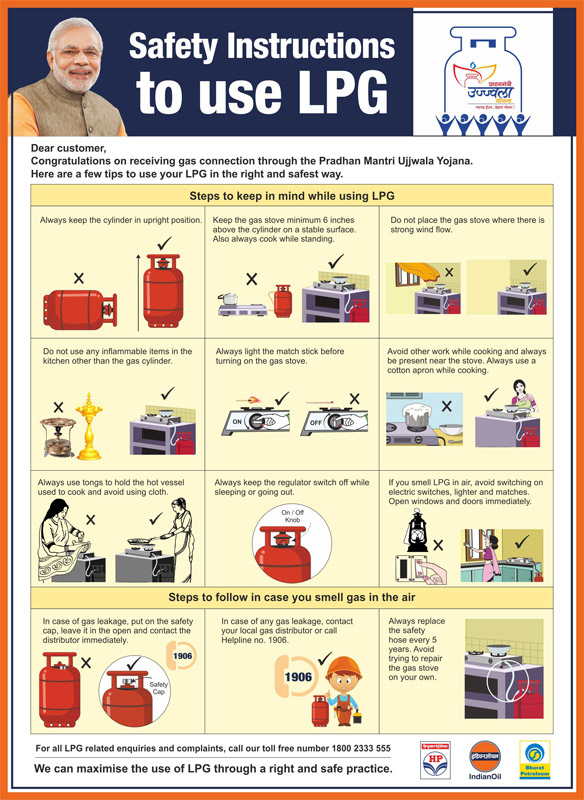 Safety Instructions
to use LPG
प्रधानमंत्री
उज्ज्वला
योजना
Dear customer,
Congratulations on receiving gas connection through the Pradhan Mantri Ujjwala Yojana.
Here are a few tips to use your LPG in the right and safest way.
Steps to keep in mind while using LPG
Always keep the cylinder in upright position.
Keep the gas stove minimum 6 inches
above the cylinder on a stable surface.
Also always cook while standing.
Do not place the gas stove where there is
strong wind flow.
Do not use any inflammable items in the
kitchen other than the gas cylinder.
Always light the match stick before
turning on the gas stove.
ON
OFF
Avoid other work while cooking and always
be present near the stove. Always use a
cotton apron while cooking.
Always use tongs to hold the hot vessel
used to cook and avoid using cloth.
Always keep the regulator switch off while
sleeping or going out.
On / Off
Knob
If you smell LPG in air, avoid switching on
electric switches, lighter and matches.
Open windows and doors immediately.
Steps to follow in case you smell gas in the air
In case of gas leakage, put on the safety
cap, leave it in the open and contact the
distributor immediately.
1906
Safety
Cap
In case of any gas leakage, contact
your local gas distributor or call
Helpline no. 1906.
1906
Always replace
the safety
hose every 5
years. Avoid
trying to repair
the gas stove
on your own.
For all LPG related enquiries and complaints, call our toll free number 1800 2333 555
We can maximise the use of LPG through a right and safe practice.
HP
इंडियनऑयल
IndianOil
Bharat
Petroleum